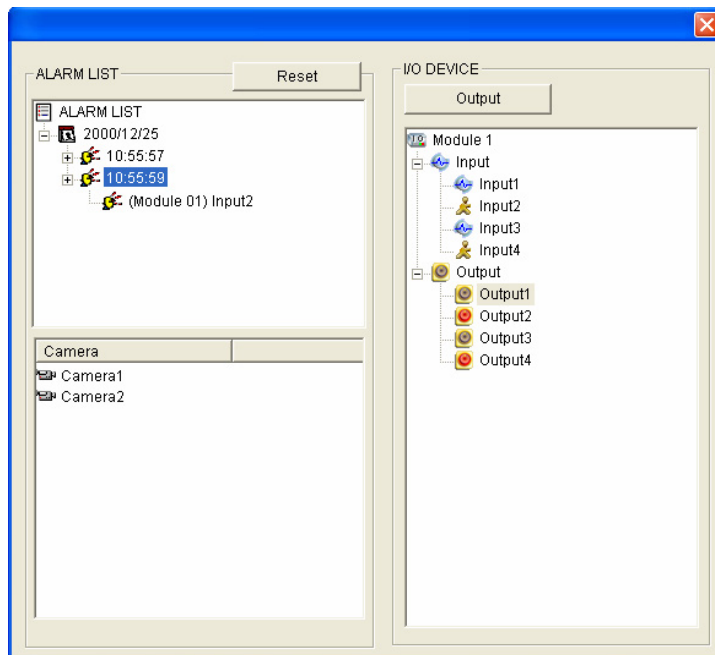 ALARM LIST
Reset
ALARM LIST
2000/12/25
10:55:57
10:55:59
(Module 01) Input2
Camera
Camera1
Camera2
I/O DEVICE
Output
Module 1
Input
Input1
Input2
Input3
Input4
Output
Output1
Output2
Output3
Output4